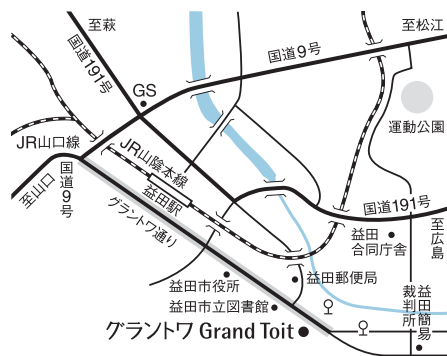 至萩
至松江
国道9号
国道191号
GS
運動公園
JR山口線
JR山陰本線
益田駅
国道9号
至山口
グラントワ通り
国道191号
至広島
益田
合同庁舎
益田市役所
益田郵便局
益田市立図書館
益田簡易
裁判所
グラントワ Grand Toit